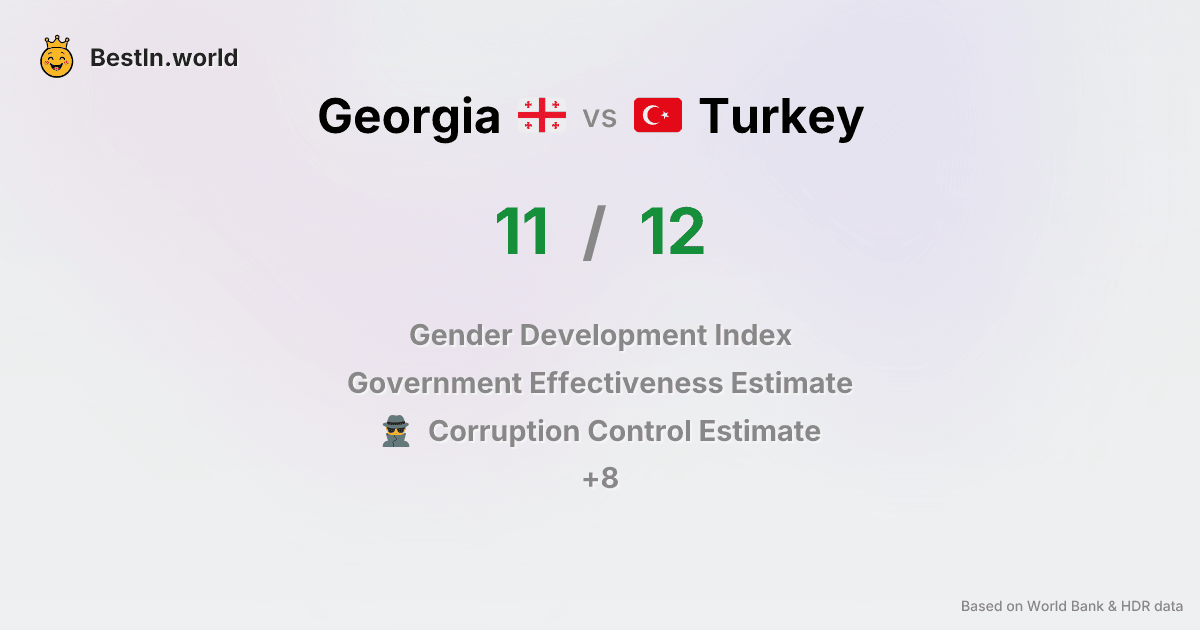 BestIn.world
Georgia vs Turkey
11 / 12
Gender Development Index
Government Effectiveness Estimate
Corruption Control Estimate
+8
Based on World Bank & HDR data